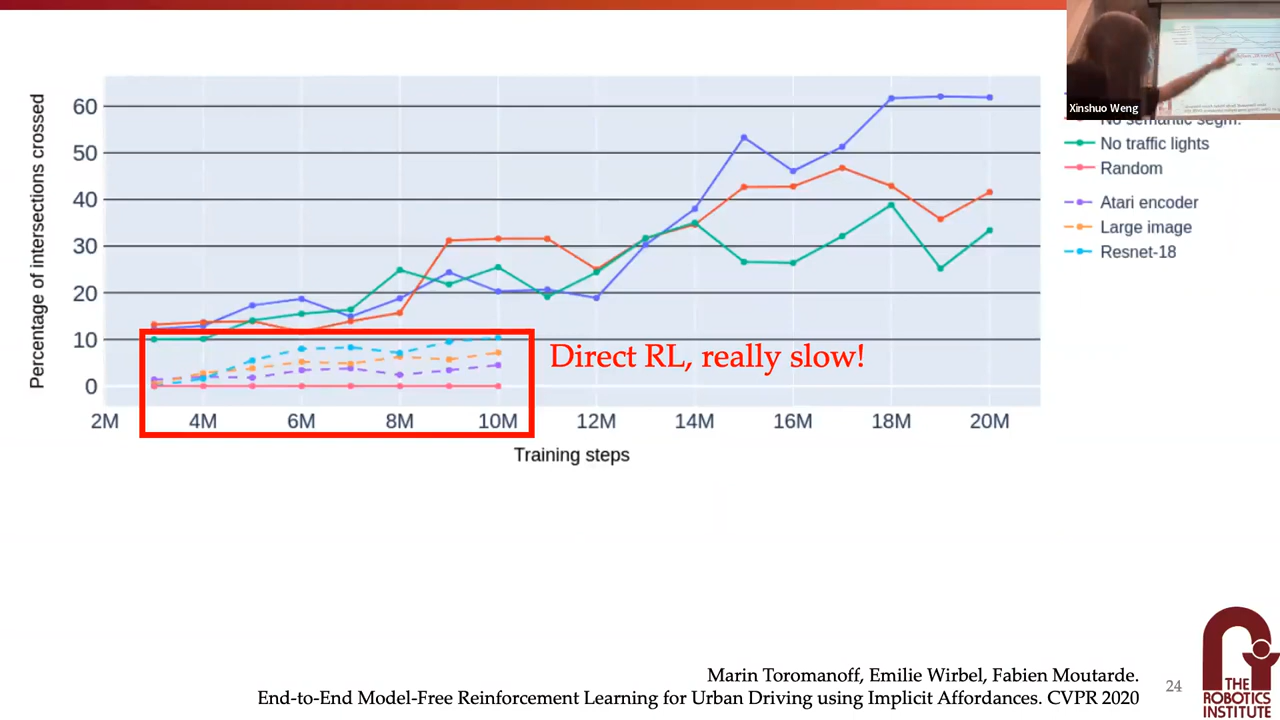 Xinshuo Weng
Percentage of intersections crossed
60
50
40
30
20
10
0
2M 4M 6M 8M 10M 12M 14M 16M 18M 20M
Training steps
No semantic segm.
No traffic lights
Random
Atari encoder
Large image
Resnet-18
Direct RL, really slow!
Marin Toromanoff, Emilie Wirbel, Fabien Moutarde.
End-to-End Model-Free Reinforcement Learning for Urban Driving using Implicit Affordances. CVPR 2020
24
THE
ROBOTICS
INSTITUTE